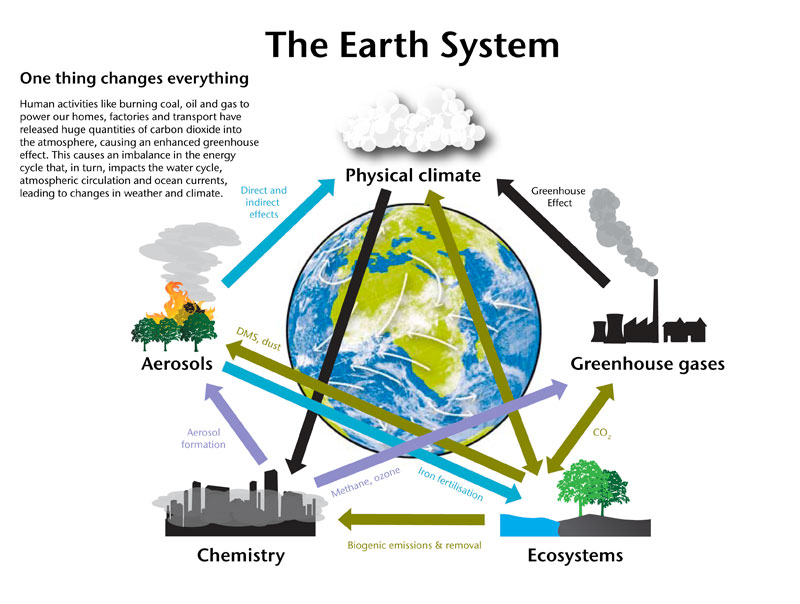 The Earth System
One thing changes everything
Human activities like burning coal, oil and gas to
power our homes, factories and transport have
released huge quantities of carbon dioxide into
the atmosphere, causing an enhanced greenhouse
effect. This causes an imbalance in the energy
cycle that, in turn, impacts the water cycle,
atmospheric circulation and ocean currents,
leading to changes in weather and climate.
Physical climate
Direct and
indirect
effects
Greenhouse
Effect
DMS, dust
Aerosols
Greenhouse gases
Aerosol
formation
CO₂
Methane, ozone
Iron fertilisation
Biogenic emissions & removal
Chemistry
Ecosystems